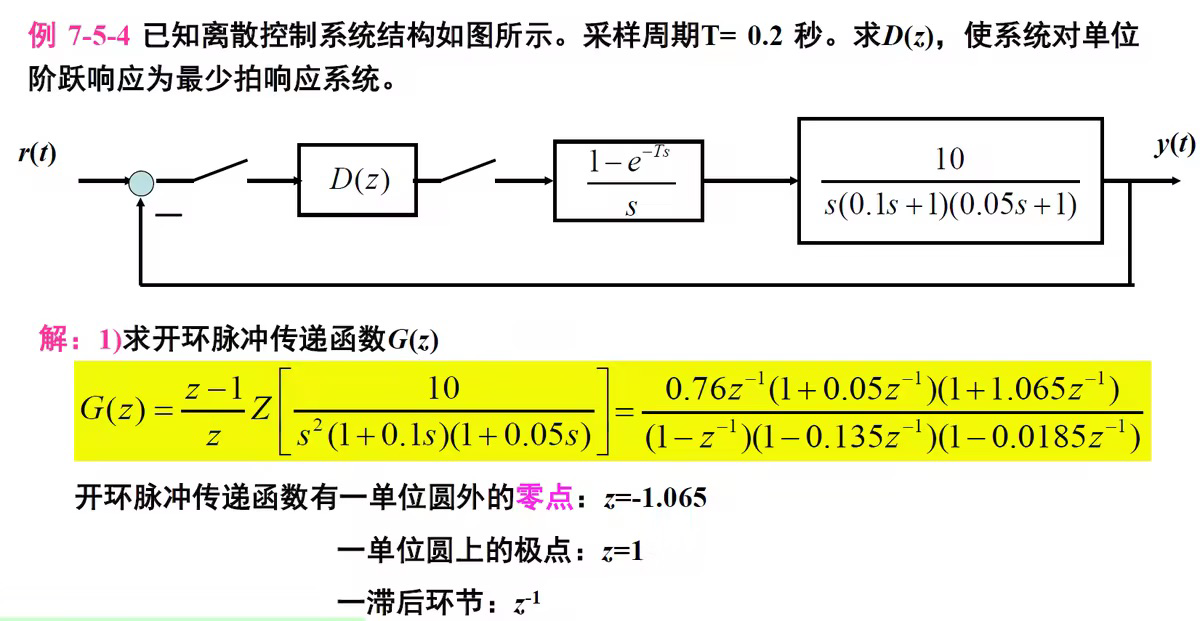 例 7-5-4 已知离散控制系统结构如图所示。采样周期T= 0.2 秒。求D(z)，使系统对单位
阶跃响应为最少拍响应系统。
r(t)
D(z)
\frac{1-e^{-Ts}}{s}
\frac{10}{s(0.1s+1)(0.05s+1)}
y(t)
—
解：1)求开环脉冲传递函数G(z)
G(z)=\frac{z-1}{z}Z\left[\frac{10}{s^2(1+0.1s)(1+0.05s)}\right]=\frac{0.76z^{-1}(1+0.05z^{-1})(1+1.065z^{-1})}{(1-z^{-1})(1-0.135z^{-1})(1-0.0185z^{-1})}
开环脉冲传递函数有一单位圆外的零点：z=-1.065
一单位圆上的极点：z=1
一滞后环节：z^{-1}